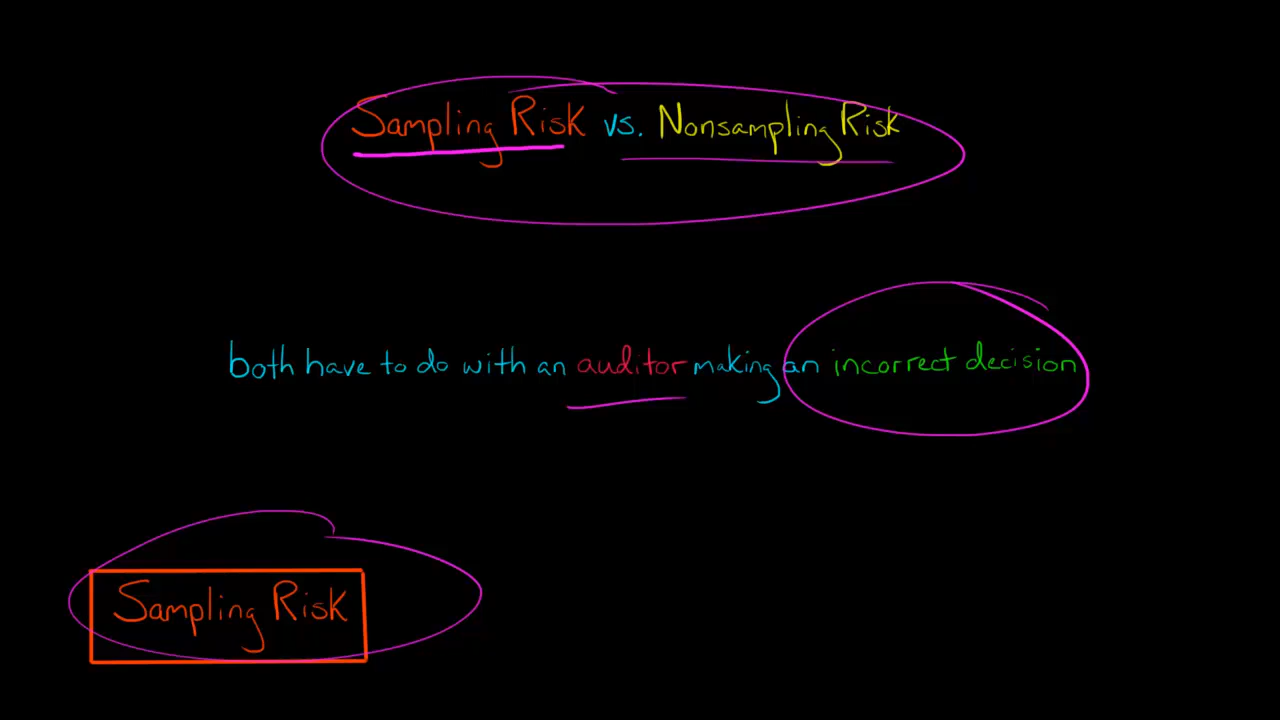 Sampling Risk vs. Nonsampling Risk
both have to do with an auditor making an incorrect decision
Sampling Risk